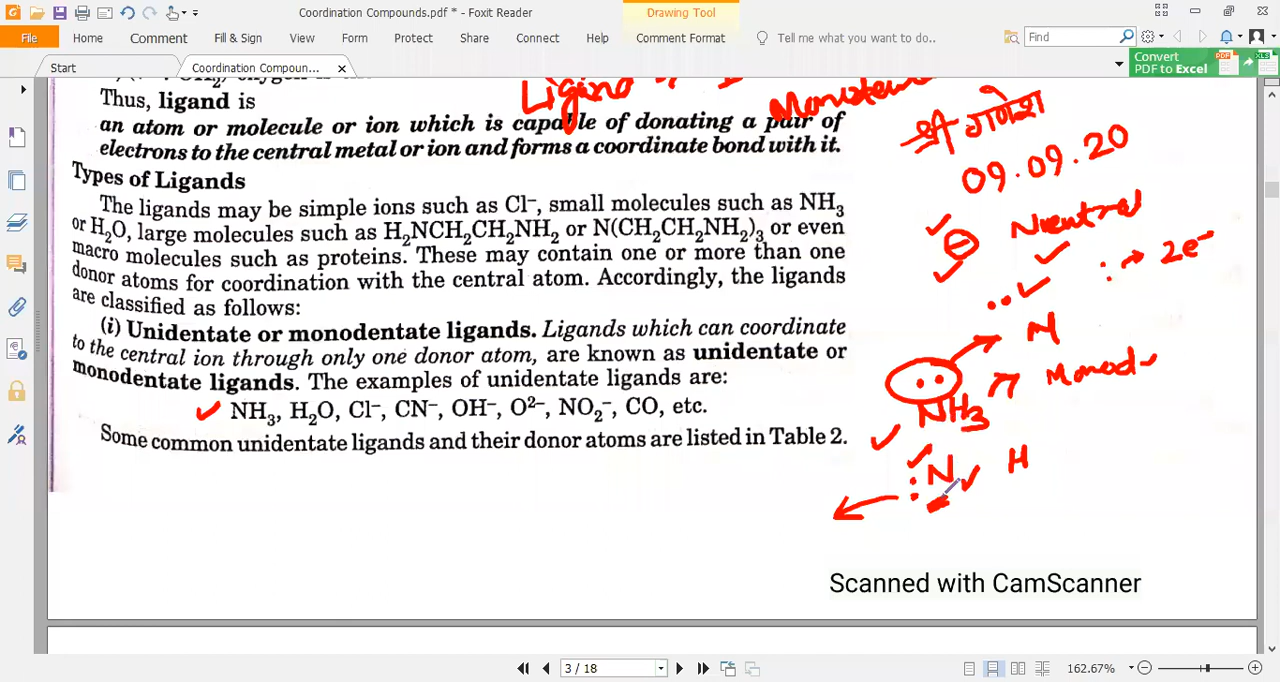 Coordination Compounds.pdf * - Foxit Reader
Drawing Tool
File Home Comment Fill & Sign View Form Protect Share Connect Help Comment Format Tell me what you want to do.. Find
Start Coordination Compoun... Convert
PDF to Excel
oxygen is
Ligand
Thus, ligand is
an atom or molecule or ion which is capable of donating a pair of
electrons to the central metal or ion and forms a coordinate bond with it.
Types of Ligands
The ligands may be simple ions such as Cl⁻, small molecules such as NH₃
or H₂O, large molecules such as H₂NCH₂CH₂NH₂ or N(CH₂CH₂NH₂)₃ or even
macro molecules such as proteins. These may contain one or more than one
donor atoms for coordination with the central atom. Accordingly, the ligands
are classified as follows:
(i) Unidentate or monodentate ligands. Ligands which can coordinate
to the central ion through only one donor atom, are known as unidentate or
monodentate ligands. The examples of unidentate ligands are:
✓ NH₃, H₂O, Cl⁻, CN⁻, OH⁻, O²⁻, NO₂⁻, CO, etc.
Some common unidentate ligands and their donor atoms are listed in Table 2.
श्री गणेश
09.09.20
✓ ⊖ Neutral
✓ ✓
: → 2e⁻
.. ✓
N
NH₃ Monod
✓
✓ :N ✓ H
Scanned with CamScanner
3 / 18 162.67%